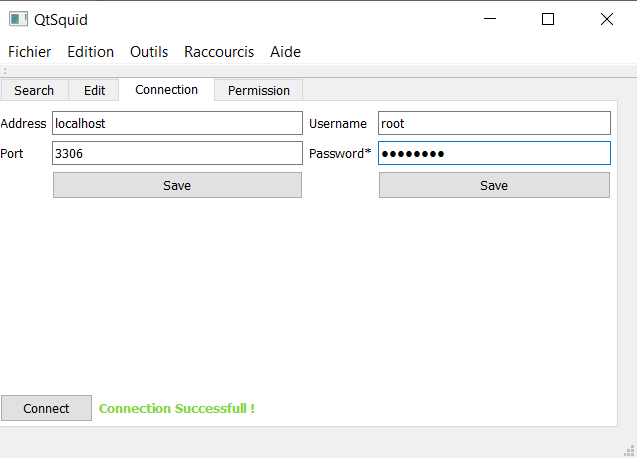 QtSquid
Fichier Edition Outils Raccourcis Aide
Search Edit Connection Permission
Address localhost Username root
Port 3306 Password* ●●●●●●●●
Save Save
Connect Connection Successfull !